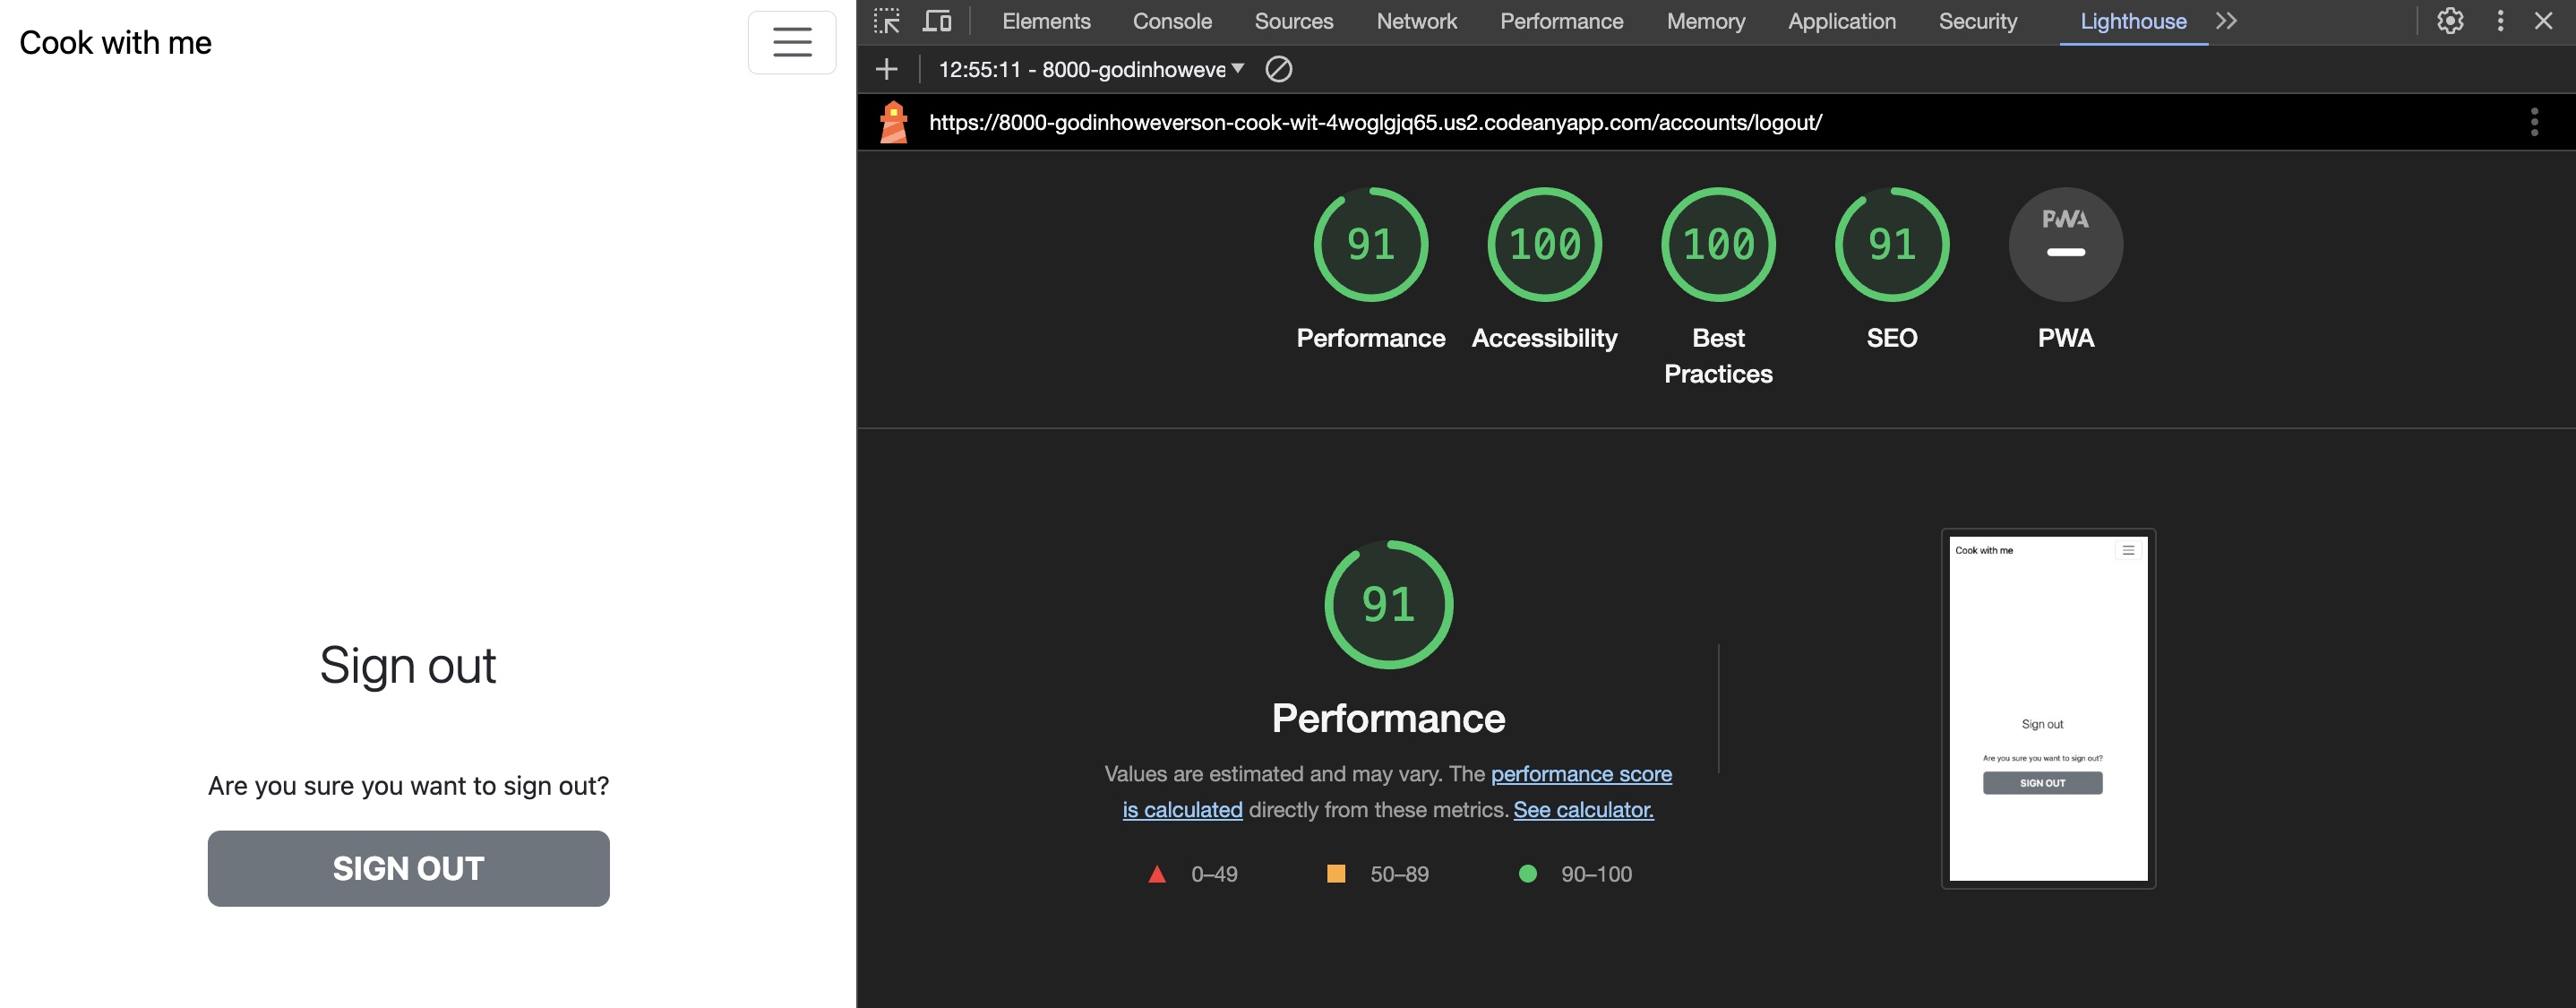 Cook with me
Sign out
Are you sure you want to sign out?
SIGN OUT
Elements Console Sources Network Performance Memory Application Security Lighthouse
12:55:11 - 8000-godinhoweve
https://8000-godinhoweverson-cook-wit-4woglgjq65.us2.codeanyapp.com/accounts/logout/
91 100 100 91 PWA
Performance Accessibility Best Practices SEO PWA
91
Performance
Values are estimated and may vary. The performance score
is calculated directly from these metrics. See calculator.
0–49 50–89 90–100
Cook with me
Sign out
Are you sure you want to sign out?
SIGN OUT